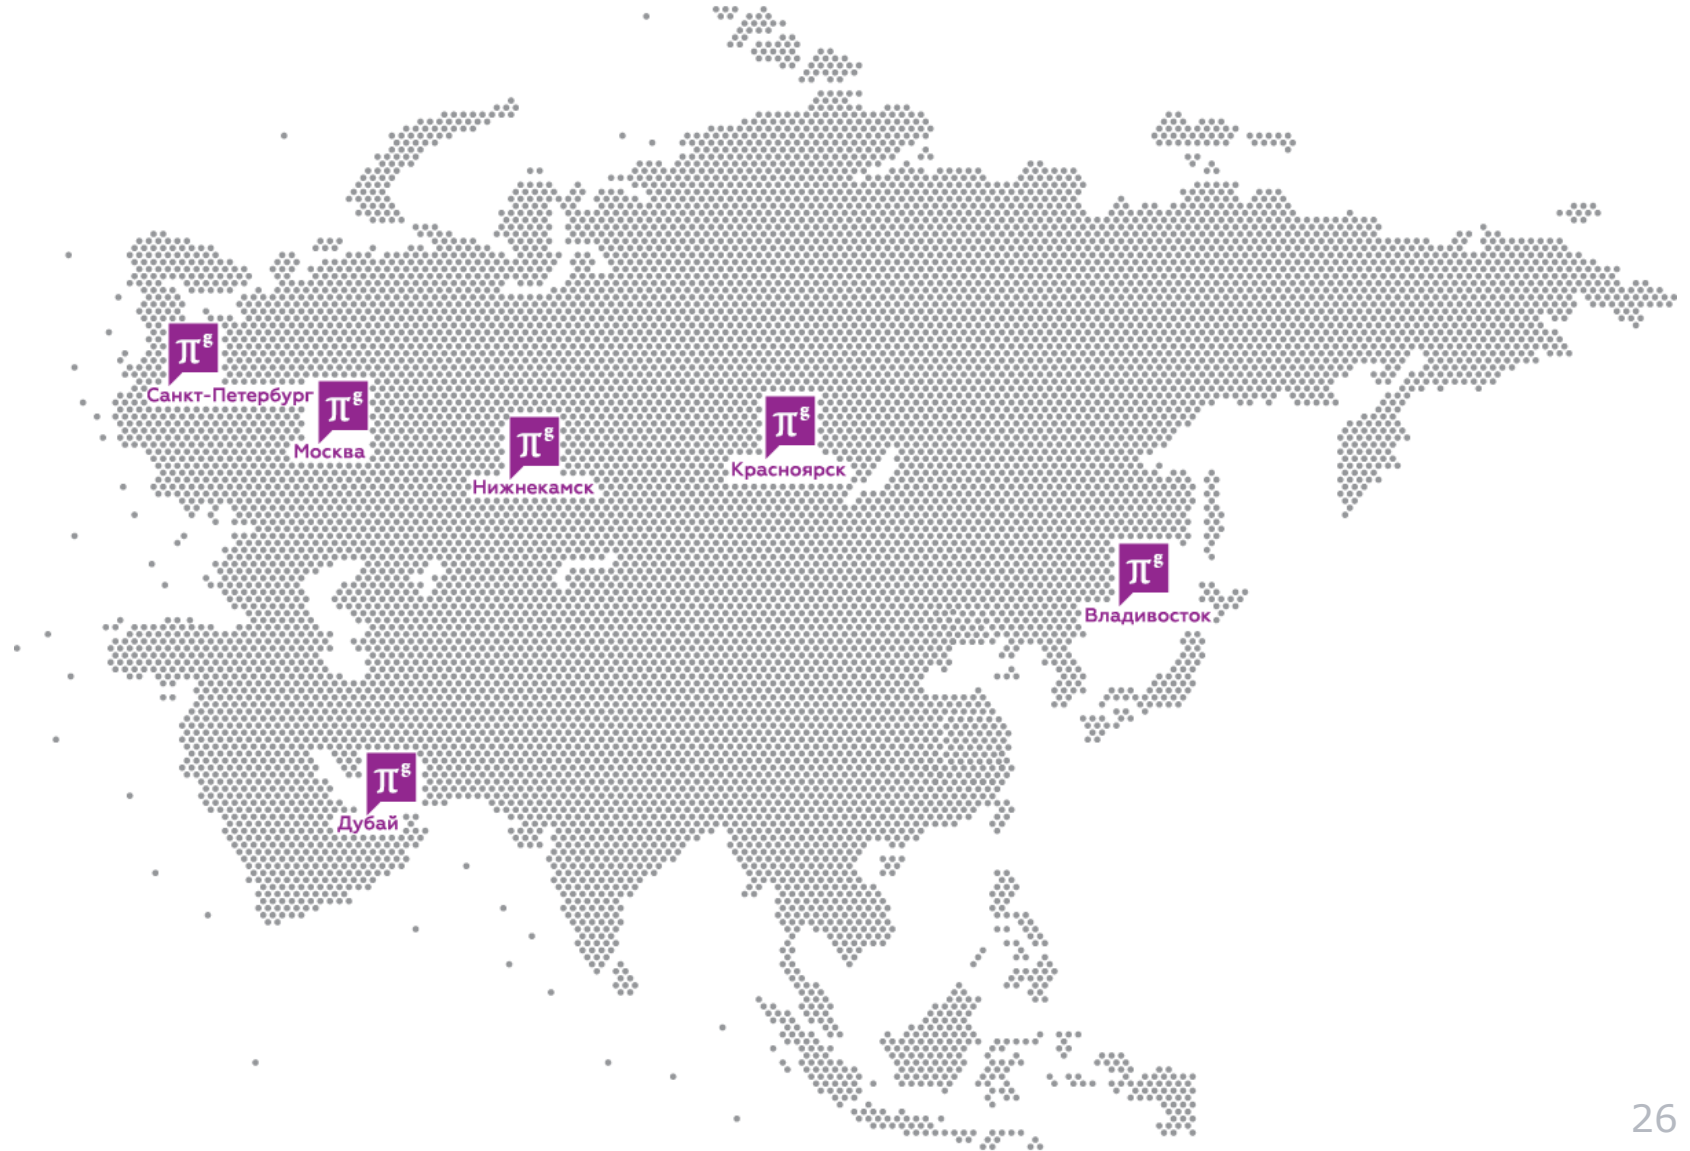 πg
Санкт-Петербург
πg
Москва
πg
Нижнекамск
πg
Красноярск
πg
Владивосток
πg
Дубай
26